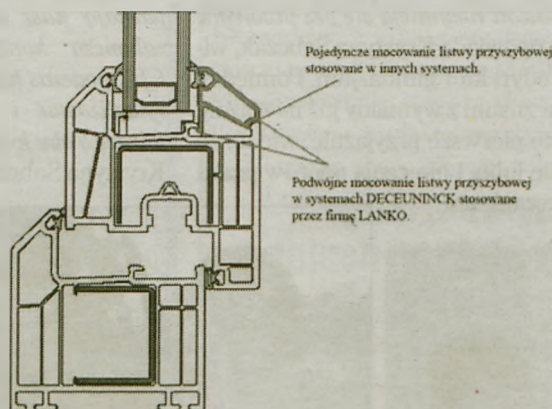 Pojedyncze mocowanie listwy przyszybowej
stosowane w innych systemach.
Podwójne mocowanie listwy przyszybowej
w systemach DECEUNINCK stosowane
przez firmę LANKO.